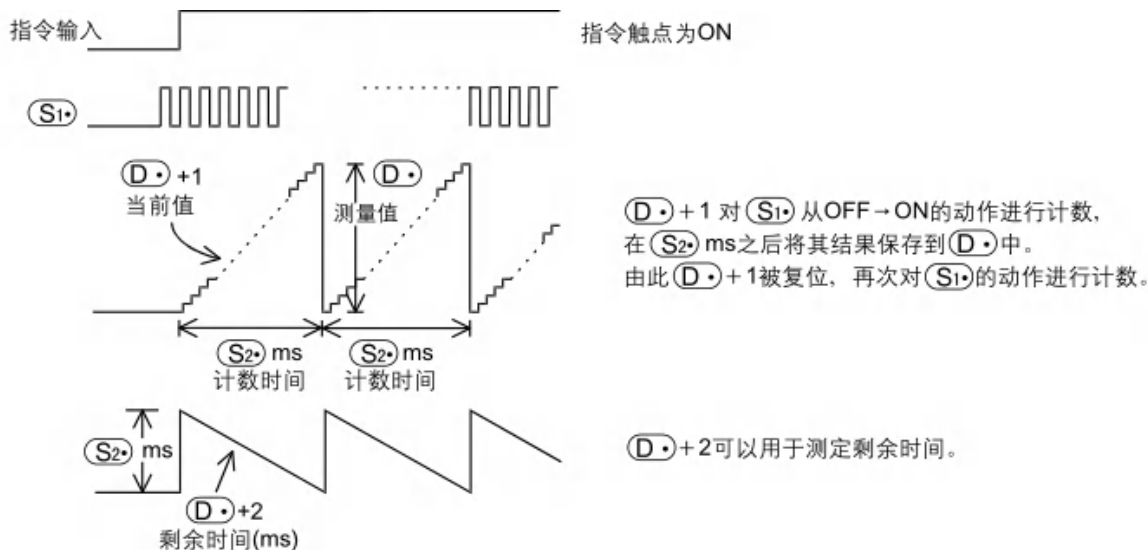 指令输入
指令触点为ON
S1•
D• +1
当前值
D•
测量值
D•+1 对 S1• 从OFF→ON的动作进行计数,
在 S2• ms之后将其结果保存到 D• 中。
由此 D•+1被复位, 再次对 S1• 的动作进行计数。
S2• ms
计数时间
S2• ms
计数时间
S2• ms
D•+2可以用于测定剩余时间。
D•+2
剩余时间(ms)